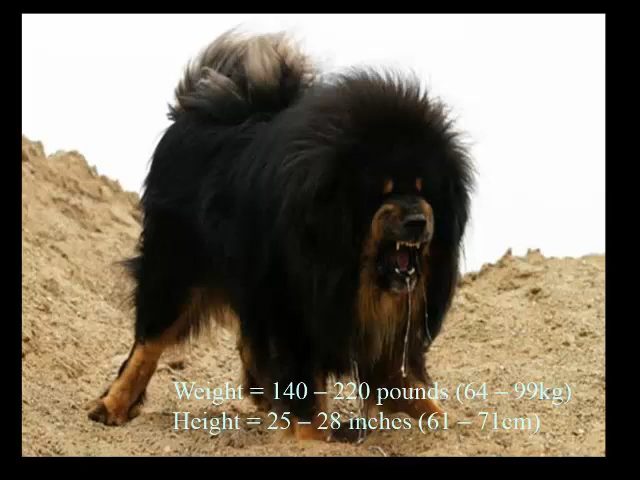 Weight = 140 – 220 pounds (64 – 99kg)
Height = 25 – 28 inches (61 – 71cm)